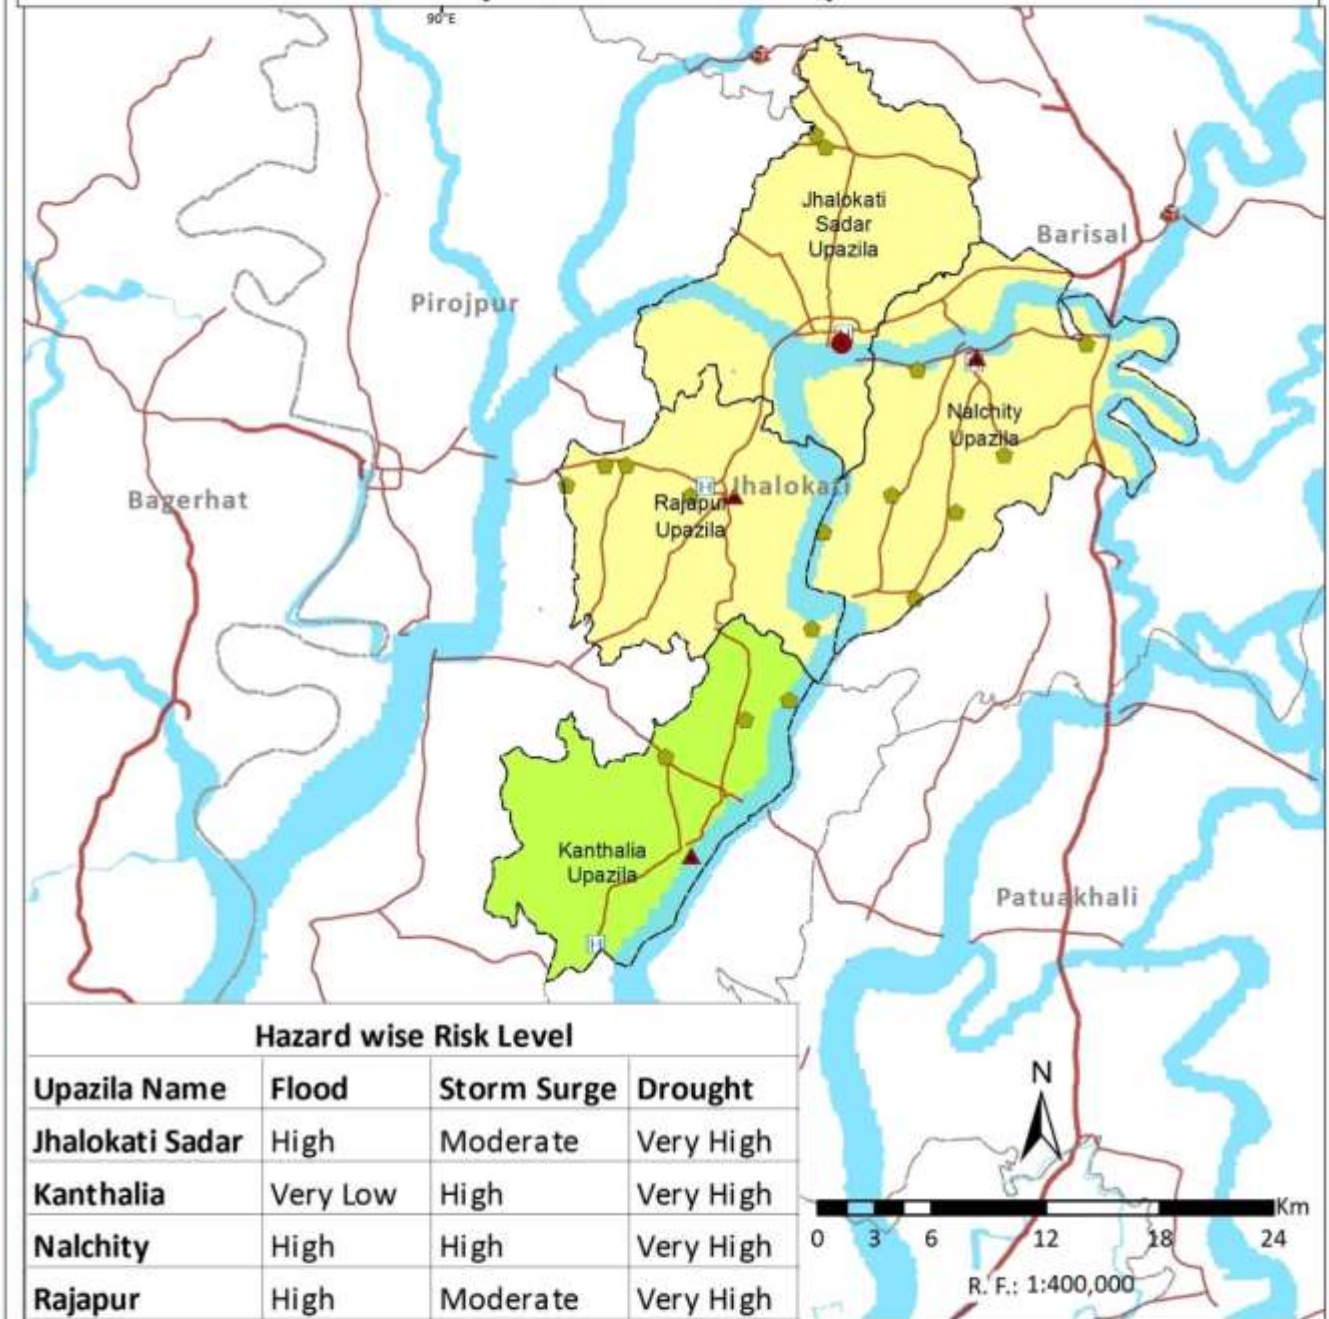 90°E
Jhalokati
Sadar
Upazila
Barisal
Pirojpur
Nalchity
Upazila
Bagerhat
Jhalokati
Rajapur
Upazila
Kanthalia
Upazila
Patuakhali
Hazard wise Risk Level
Upazila Name Flood Storm Surge Drought
Jhalokati Sadar High Moderate Very High
Kanthalia Very Low High Very High
Nalchity High High Very High
Rajapur High Moderate Very High
N
Km
0 3 6 12 18 24
R. F.: 1:400,000
H
H